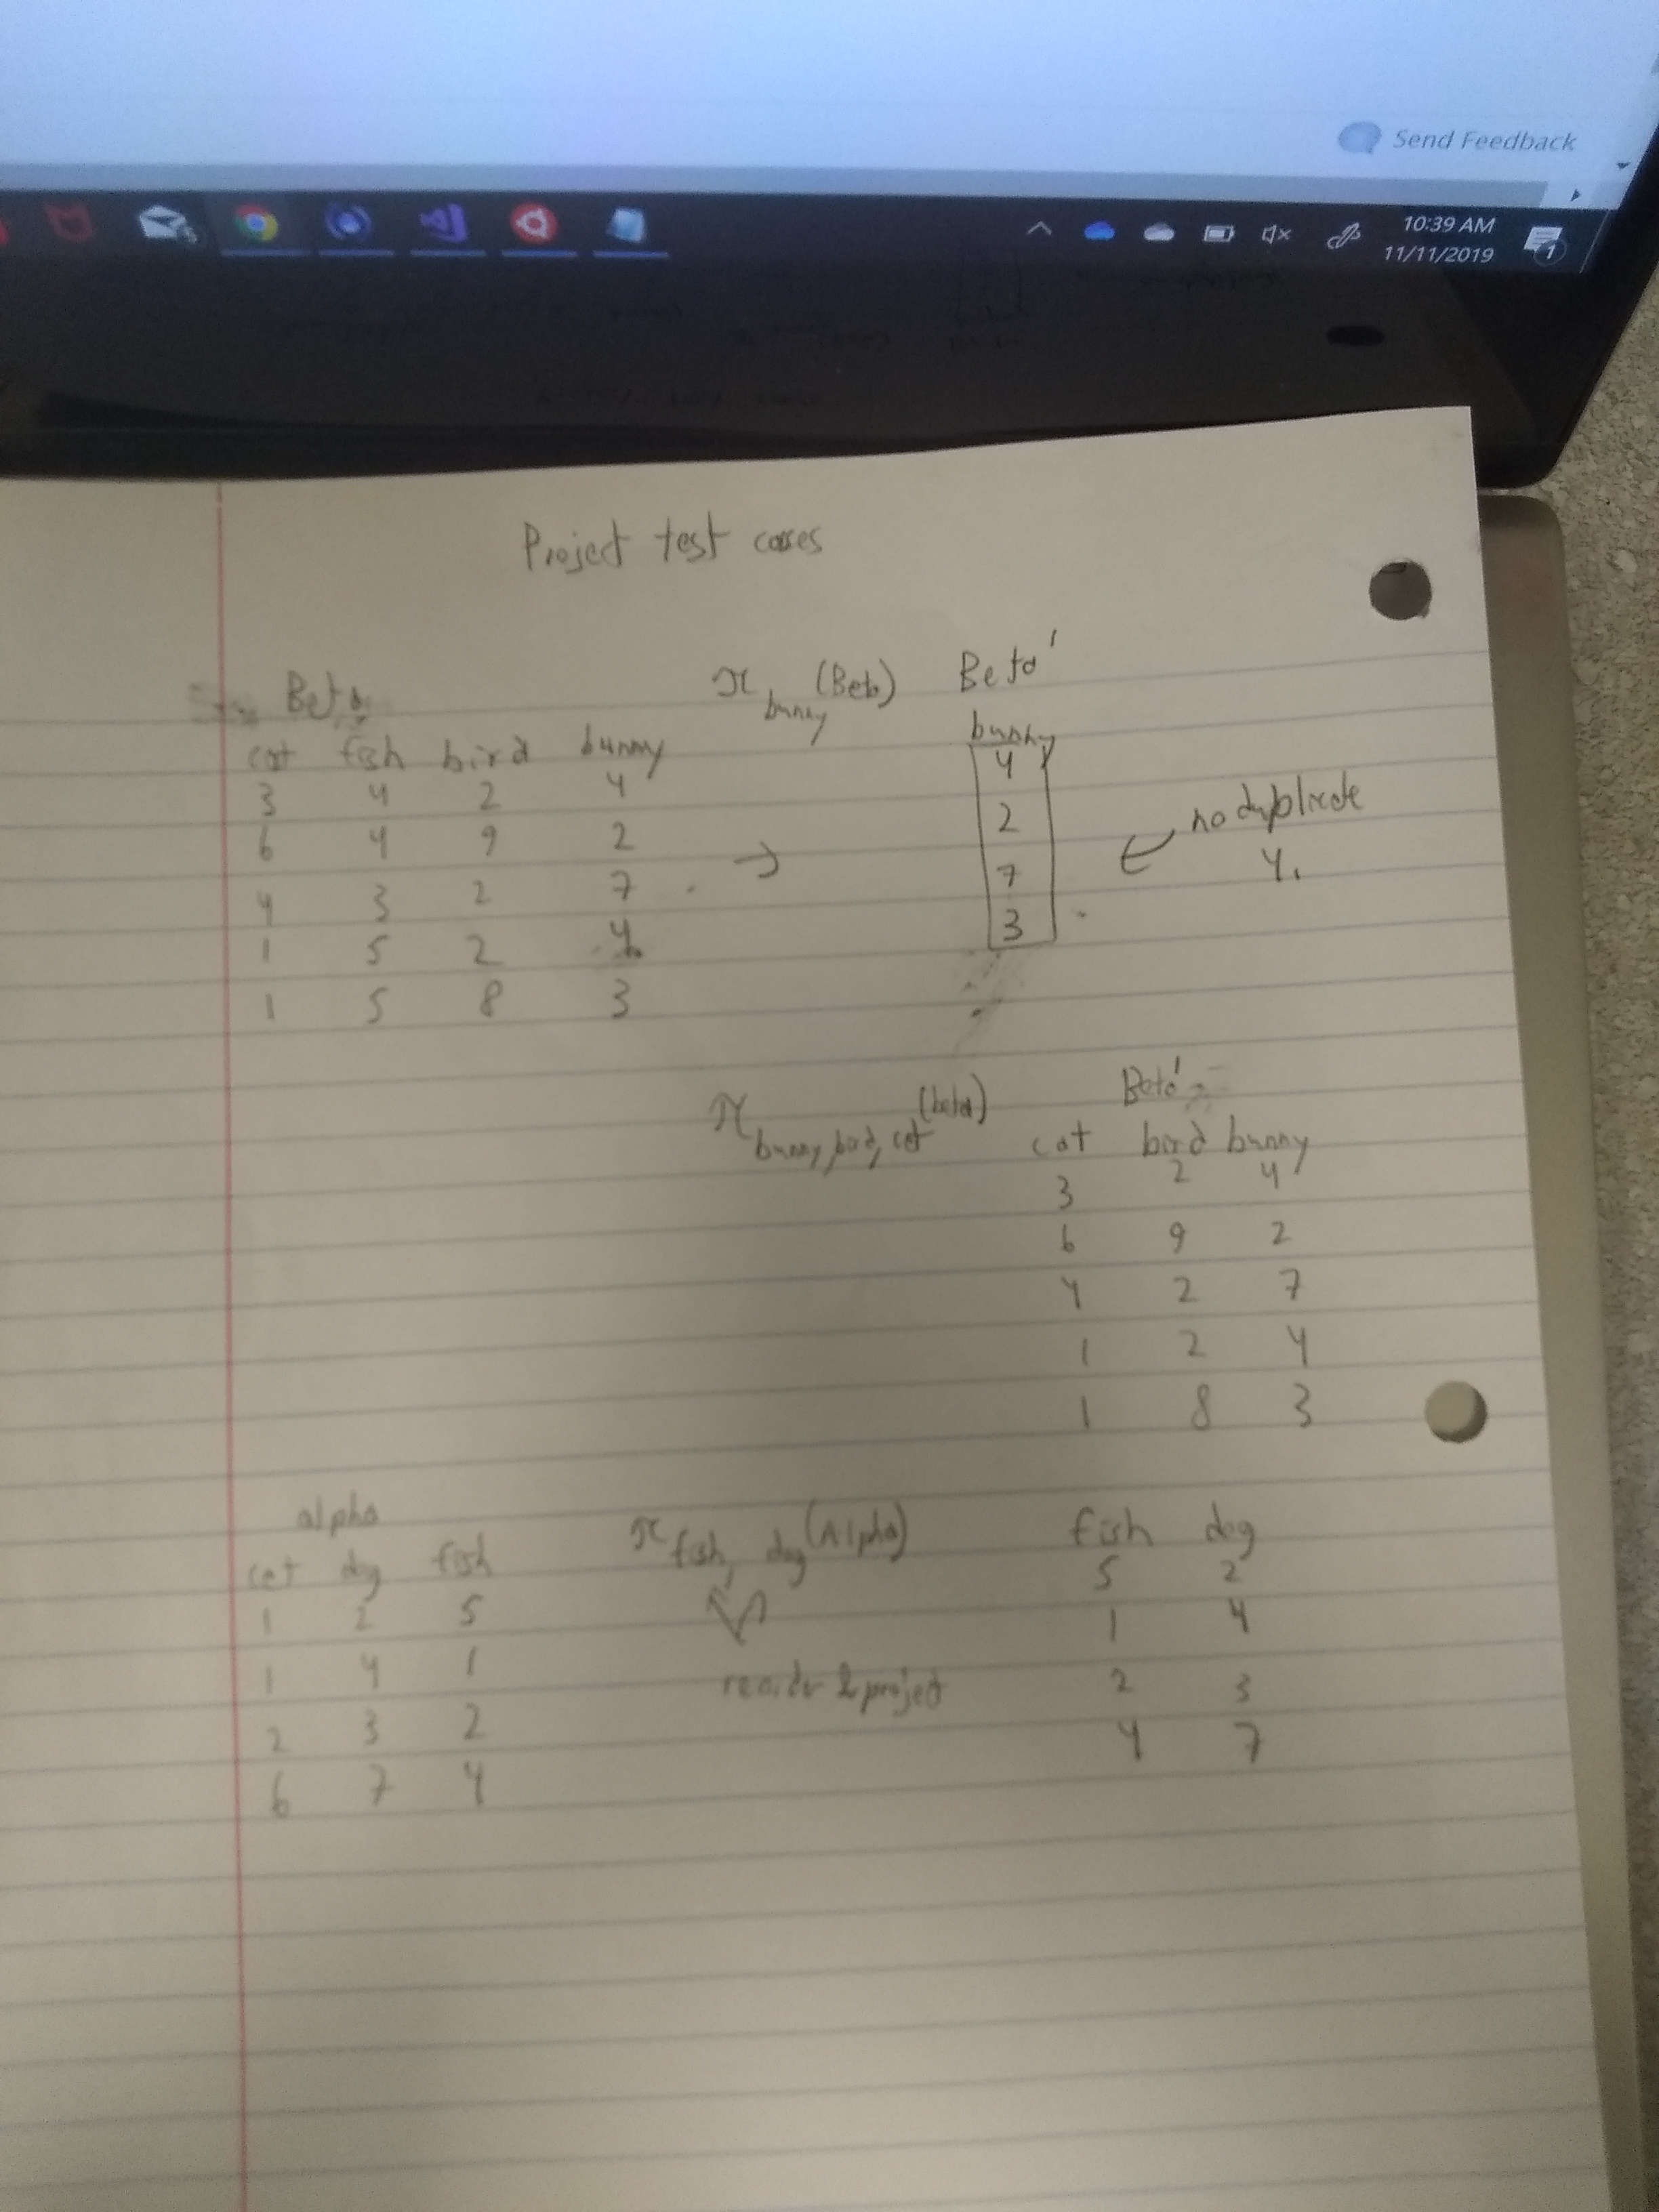 Send Feedback
10:39 AM
11/11/2019
1
Project test cases
Beta
π bunny (Beta) Beta'
cat fish bird bunny
3 4 2 4
6 4 9 2
4 3 2 7
1 5 2 4
1 5 8 3
→
bunny
4
2
7
3
no duplicate
4.
π bunny, bird, cat (beta)
Beta'
cat bird bunny
3 2 4
6 9 2
4 2 7
1 2 4
1 8 3
alpha
cat dog fish
1 2 5
1 4 1
2 3 2
6 7 4
π fish, dog (Alpha)
reorder & project
fish dog
5 2
1 4
2 3
4 7